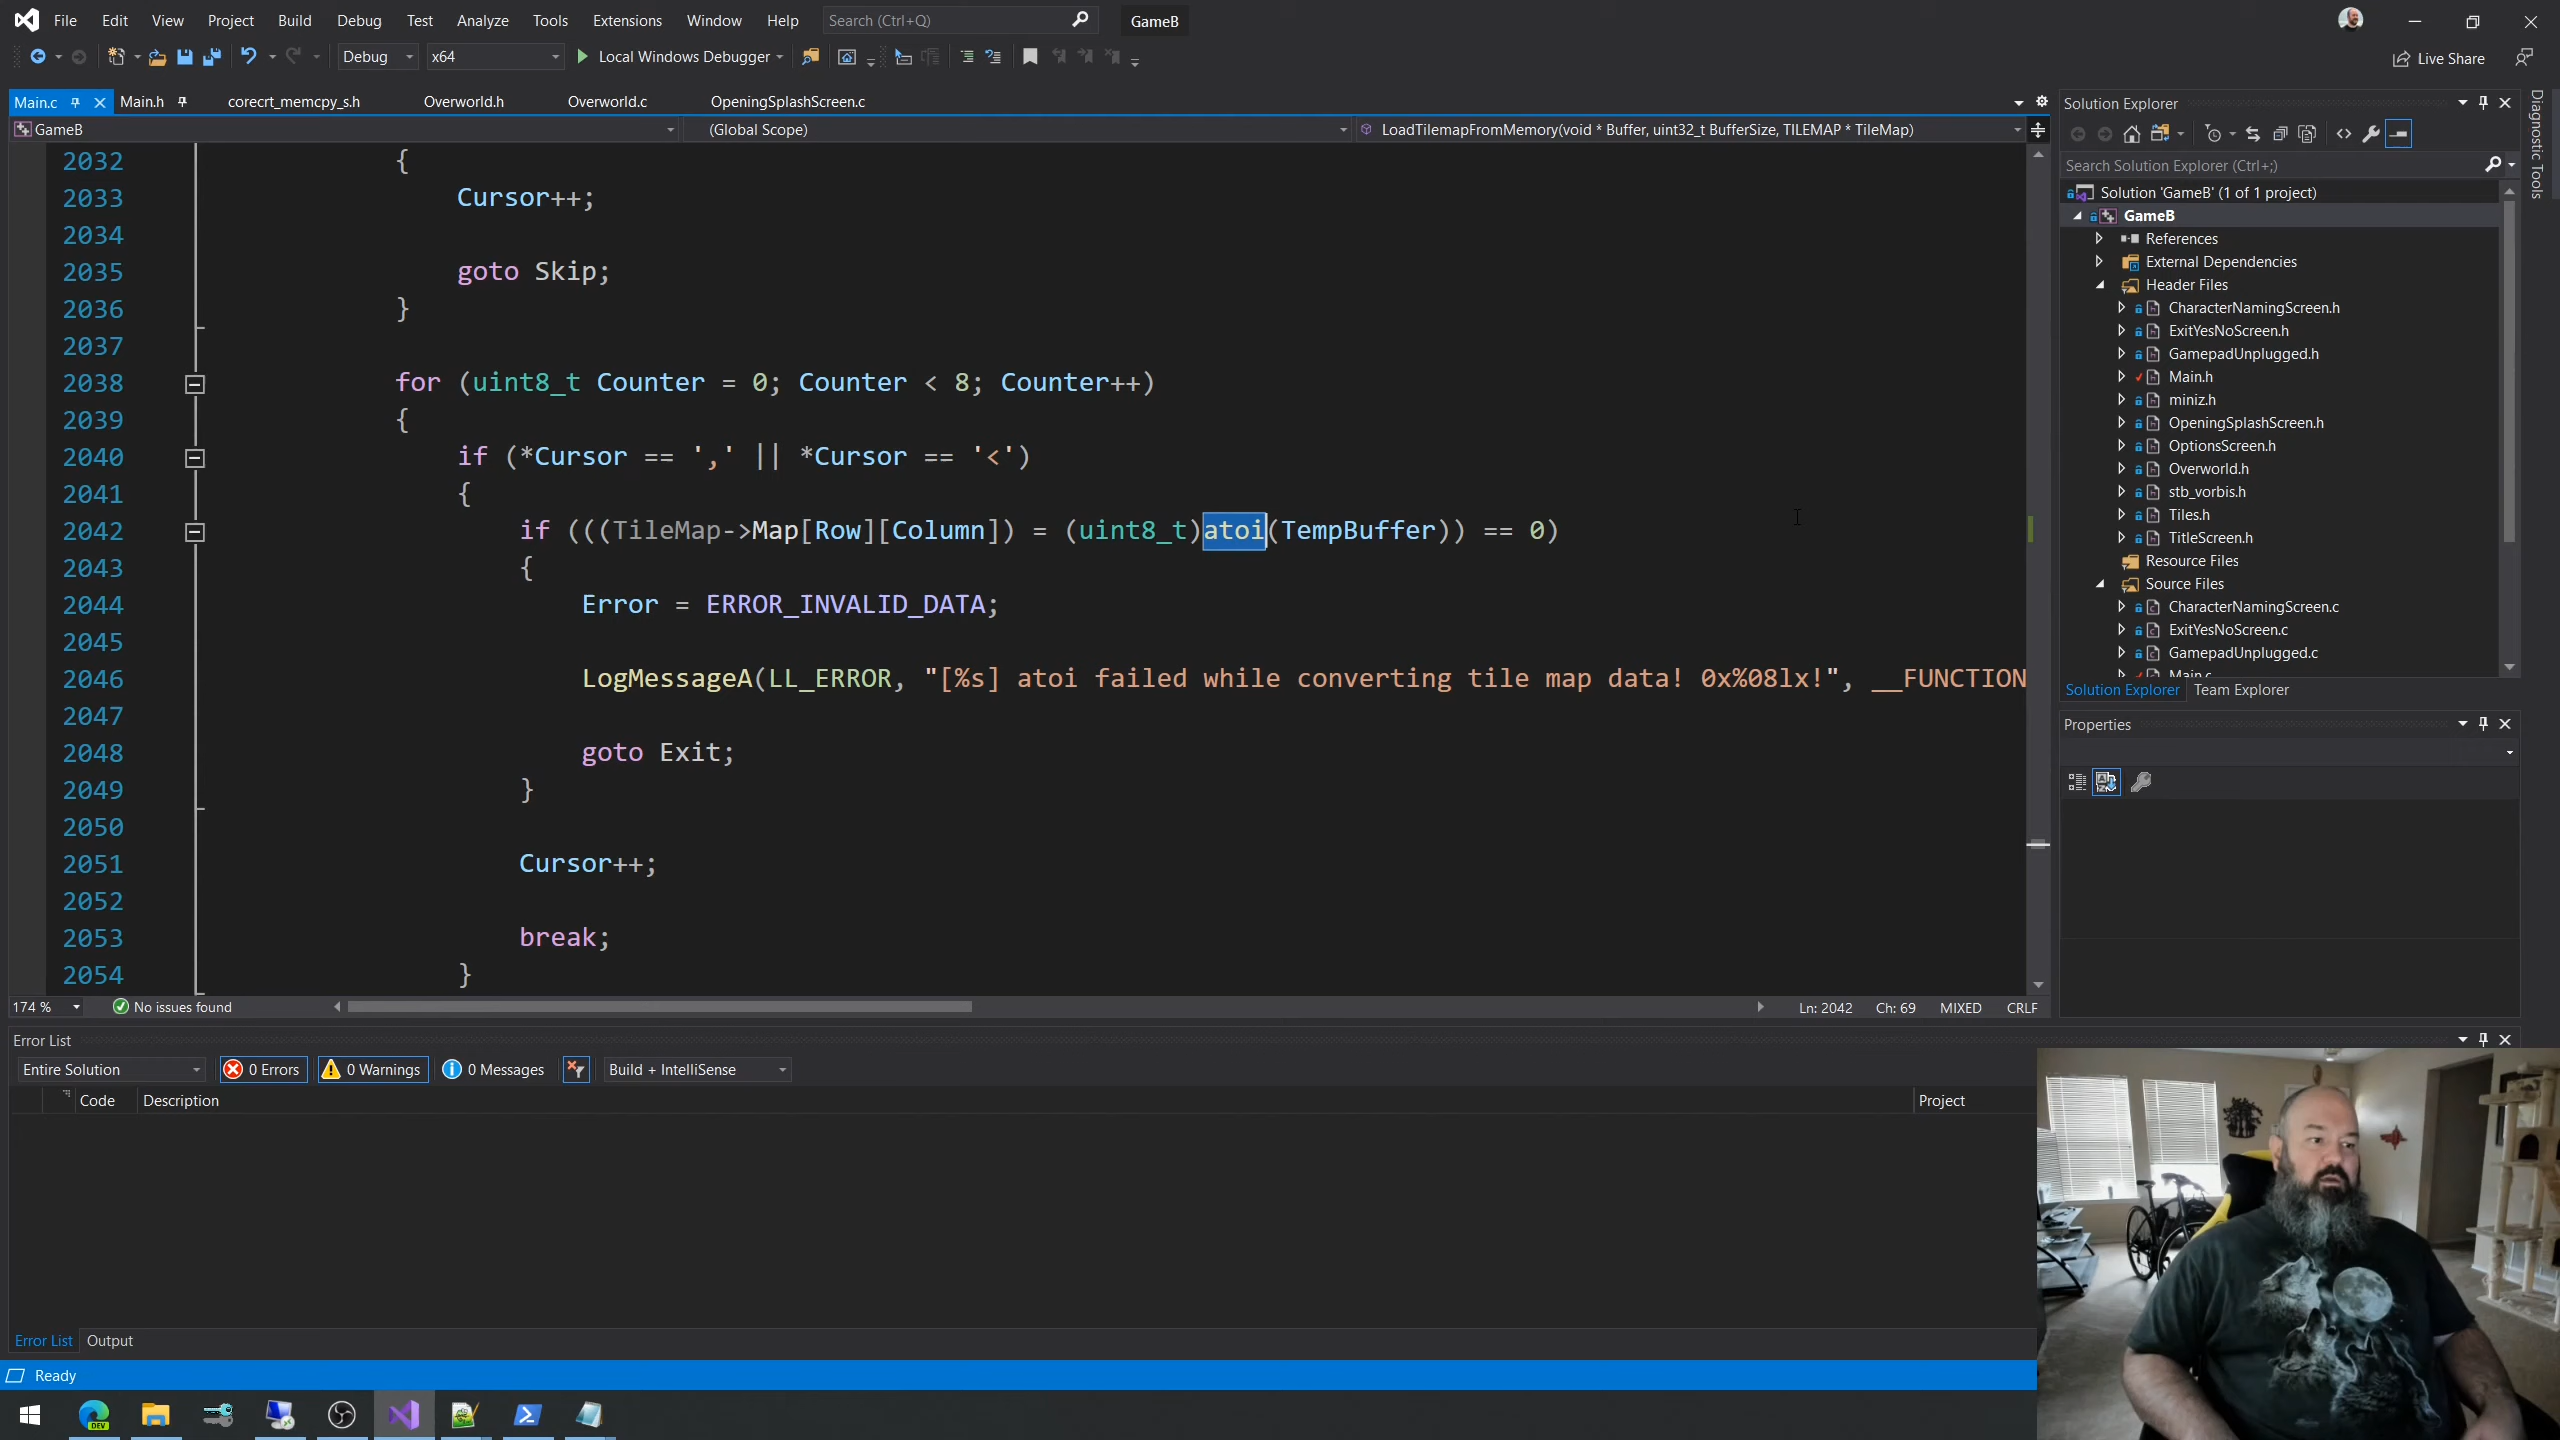 File Edit View Project Build Debug Test Analyze Tools Extensions Window Help Search (Ctrl+Q) GameB
Debug x64 Local Windows Debugger Live Share
Main.c Main.h corecrt_memcpy_s.h Overworld.h Overworld.c OpeningSplashScreen.c
GameB (Global Scope) LoadTilemapFromMemory(void * Buffer, uint32_t BufferSize, TILEMAP * TileMap)
2032 {
2033 Cursor++;
2034
2035 goto Skip;
2036 }
2037
2038 for (uint8_t Counter = 0; Counter < 8; Counter++)
2039 {
2040 if (*Cursor == ',' || *Cursor == '<')
2041 {
2042 if (((TileMap->Map[Row][Column]) = (uint8_t)atoi(TempBuffer)) == 0)
2043 {
2044 Error = ERROR_INVALID_DATA;
2045
2046 LogMessageA(LL_ERROR, "[%s] atoi failed while converting tile map data! 0x%08lx!", __FUNCTION
2047
2048 goto Exit;
2049 }
2050
2051 Cursor++;
2052
2053 break;
2054 }
174 % No issues found Ln: 2042 Ch: 69 MIXED CRLF
Error List
Entire Solution 0 Errors 0 Warnings 0 Messages Build + IntelliSense
Code Description Project
Error List Output
Ready
Solution Explorer
Search Solution Explorer (Ctrl+;)
Solution 'GameB' (1 of 1 project)
GameB
References
External Dependencies
Header Files
CharacterNamingScreen.h
ExitYesNoScreen.h
GamepadUnplugged.h
Main.h
miniz.h
OpeningSplashScreen.h
OptionsScreen.h
Overworld.h
stb_vorbis.h
Tiles.h
TitleScreen.h
Resource Files
Source Files
CharacterNamingScreen.c
ExitYesNoScreen.c
GamepadUnplugged.c
Main.c
Solution Explorer Team Explorer
Properties
Diagnostic Tools
DEV